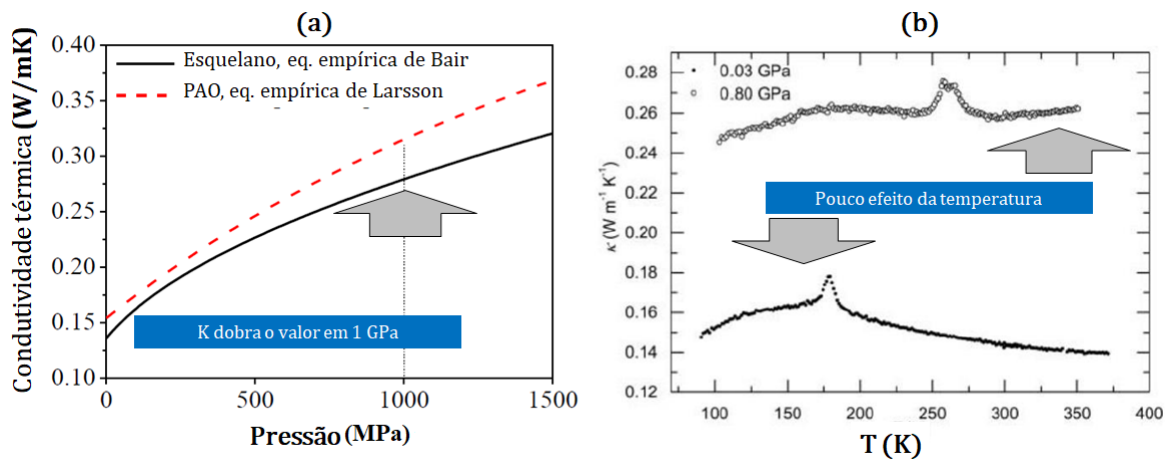 (a)
0.40
0.35
0.30
0.25
0.20
0.15
0.10
Condutividade térmica (W/mK)
Esquelano, eq. empírica de Bair
PAO, eq. empírica de Larsson
K dobra o valor em 1 GPa
0
500
1000
1500
Pressão (MPa)
(b)
0.28
0.26
0.24
0.22
0.20
0.18
0.16
0.14
0.12
κ (W m⁻¹ K⁻¹)
0.03 GPa
0.80 GPa
Pouco efeito da temperatura
100
150
200
250
300
350
400
T (K)